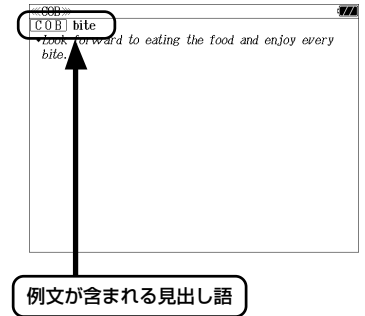 «COB»
COB bite
•Look forward to eating the food and enjoy every
bite.
例文が含まれる見出し語